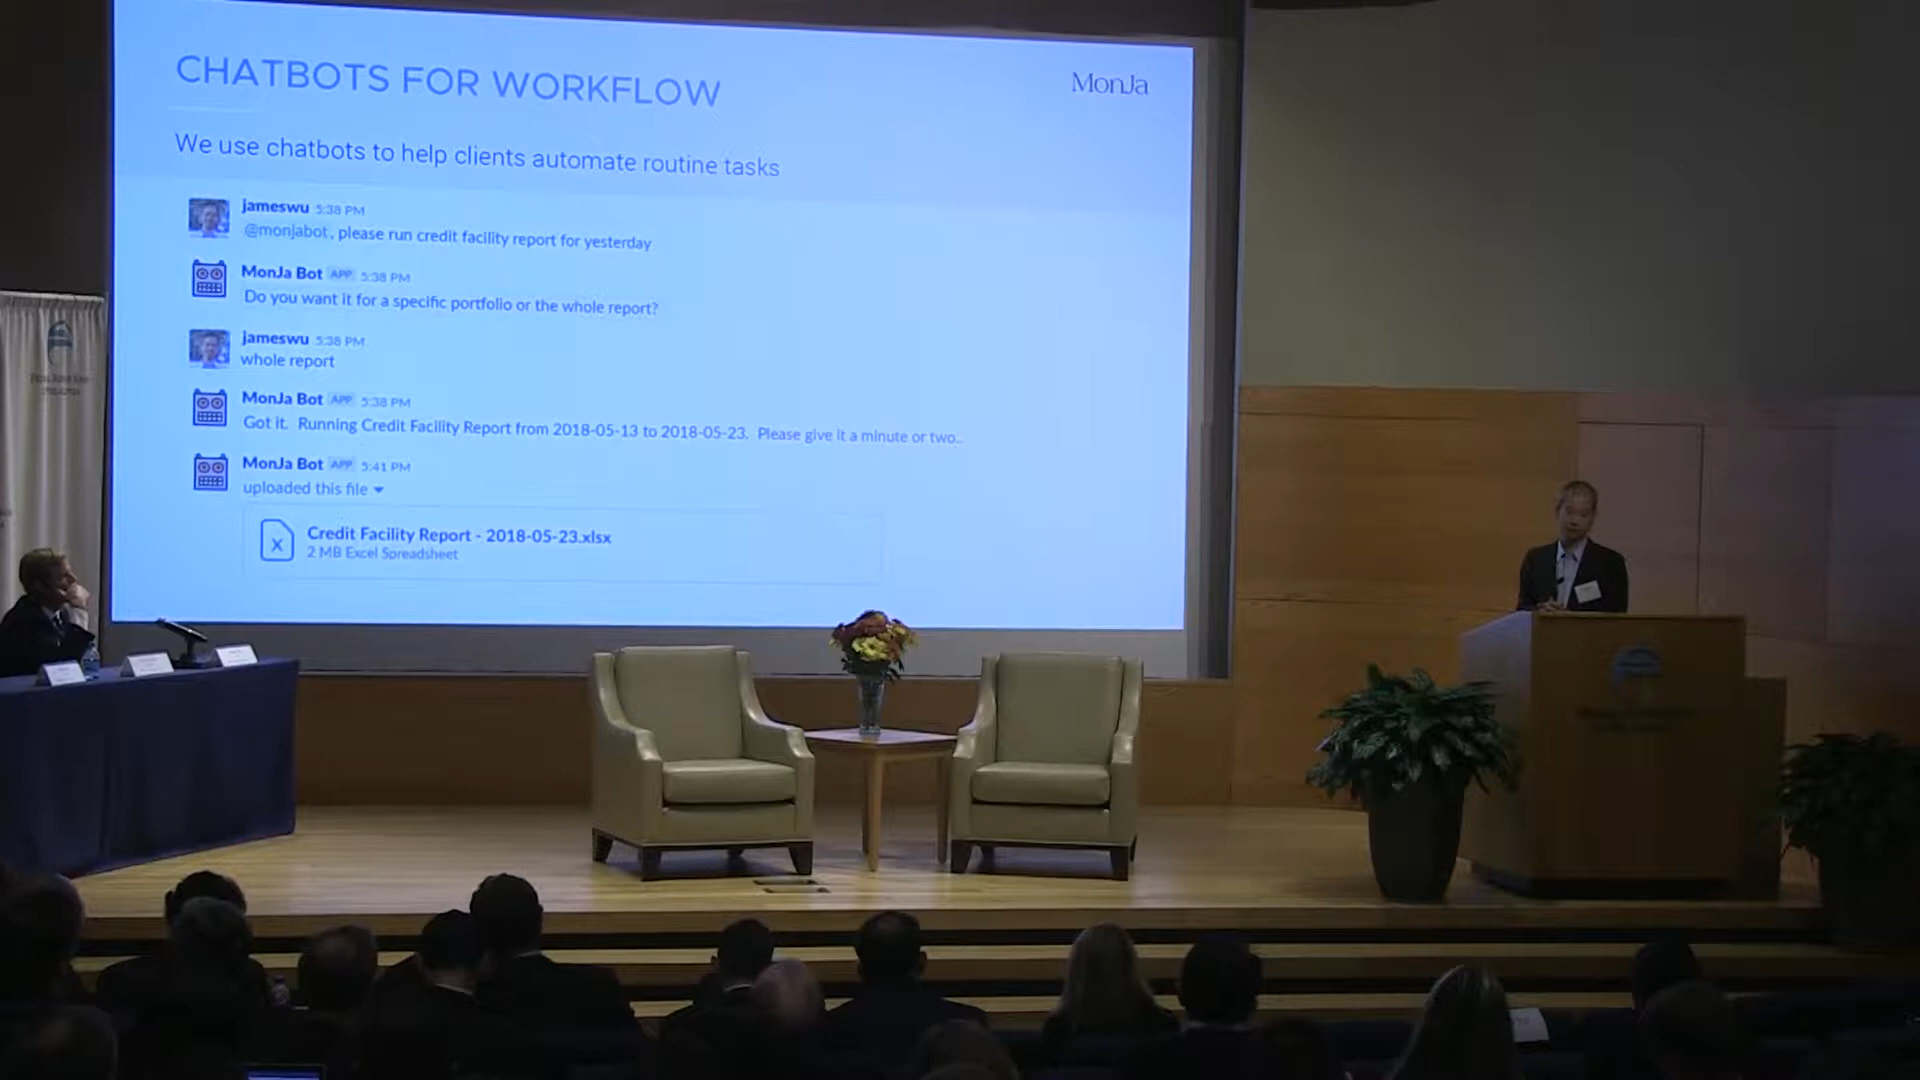 CHATBOTS FOR WORKFLOW
MonJa
We use chatbots to help clients automate routine tasks
jameswu 5:38 PM
@monjabot, please run credit facility report for yesterday
MonJa Bot APP 5:38 PM
Do you want it for a specific portfolio or the whole report?
jameswu 5:38 PM
whole report
MonJa Bot APP 5:38 PM
Got it. Running Credit Facility Report from 2018-05-13 to 2018-05-23. Please give it a minute or two..
MonJa Bot APP 5:41 PM
uploaded this file
X
Credit Facility Report - 2018-05-23.xlsx
2 MB Excel Spreadsheet